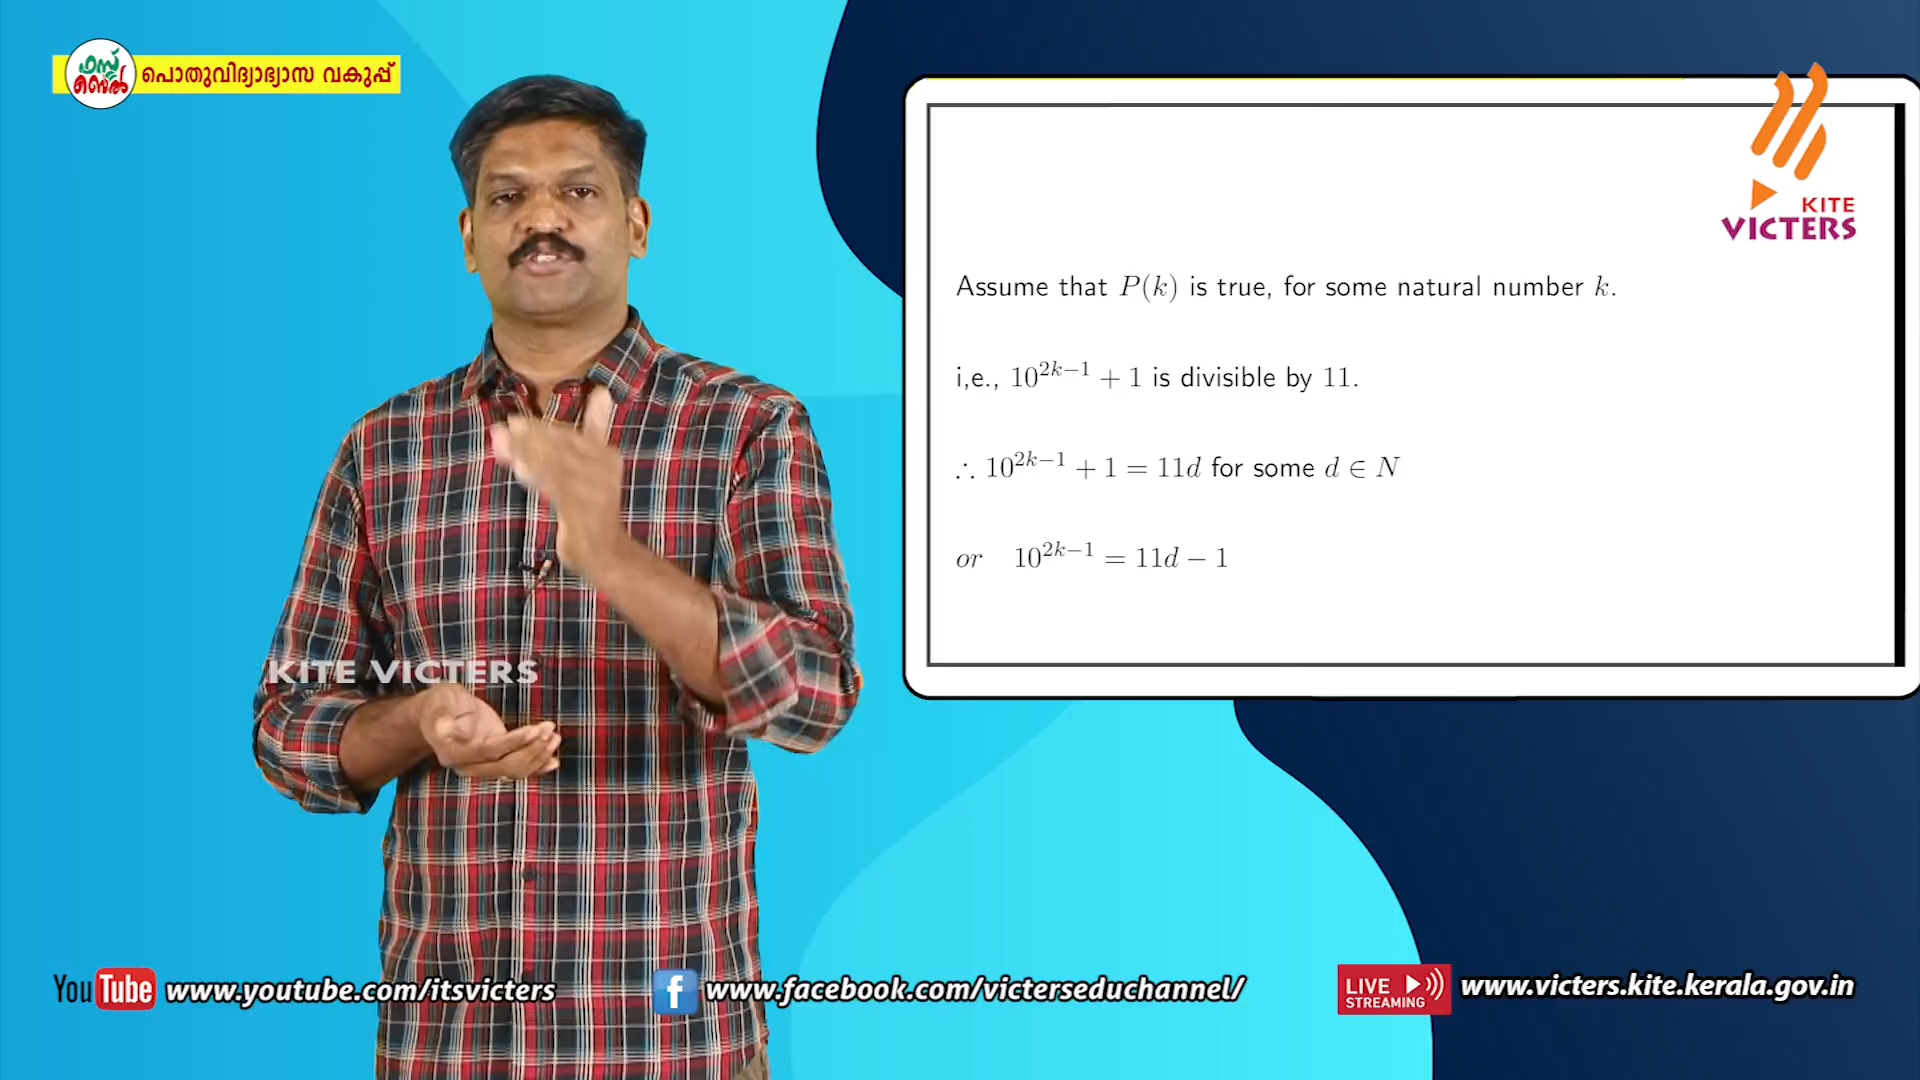 ഫസ്റ്റ്
ബെൽ
പൊതുവിദ്യാഭ്യാസ വകുപ്പ്
KITE
VICTERS
Assume that P(k) is true, for some natural number k.
i,e., 10^{2k−1} + 1 is divisible by 11.
∴ 10^{2k−1} + 1 = 11d for some d ∈ N
or 10^{2k−1} = 11d − 1
KITE VICTERS
YouTube www.youtube.com/itsvicters
f www.facebook.com/victerseduchannel/
LIVE STREAMING www.victers.kite.kerala.gov.in